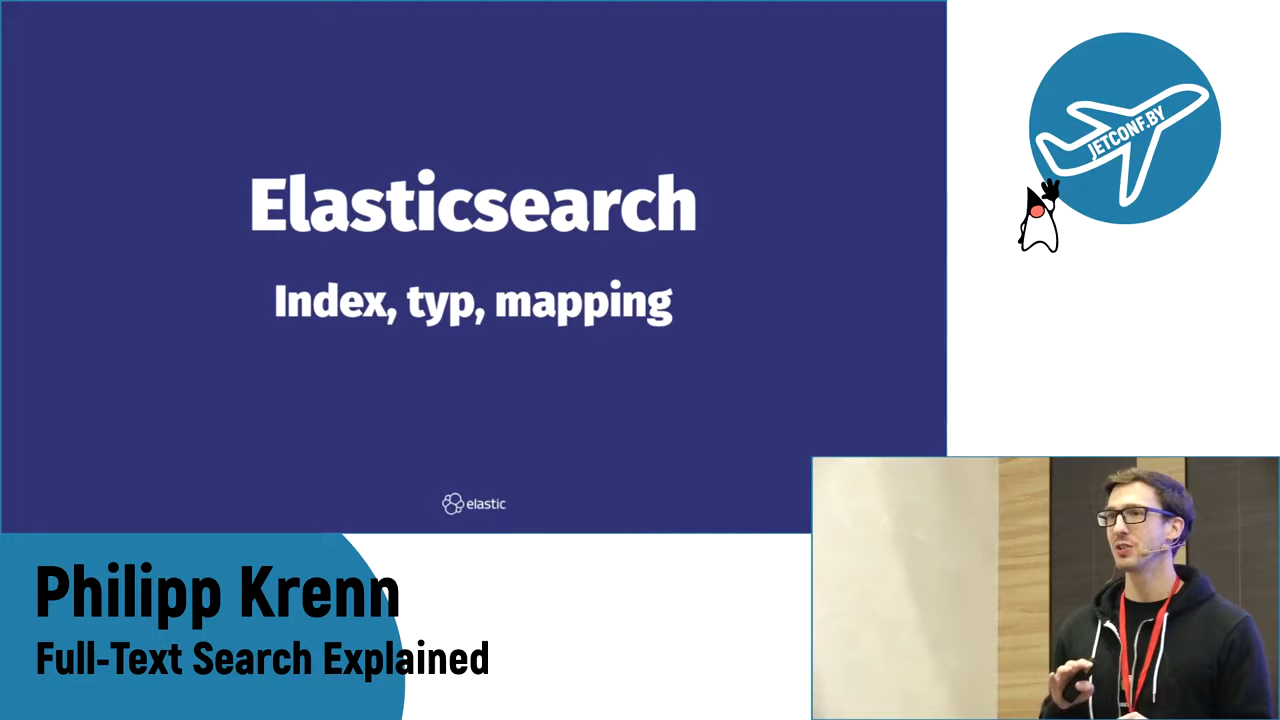 Elasticsearch
Index, typ, mapping
elastic
JETCONF.BY
Philipp Krenn
Full-Text Search Explained